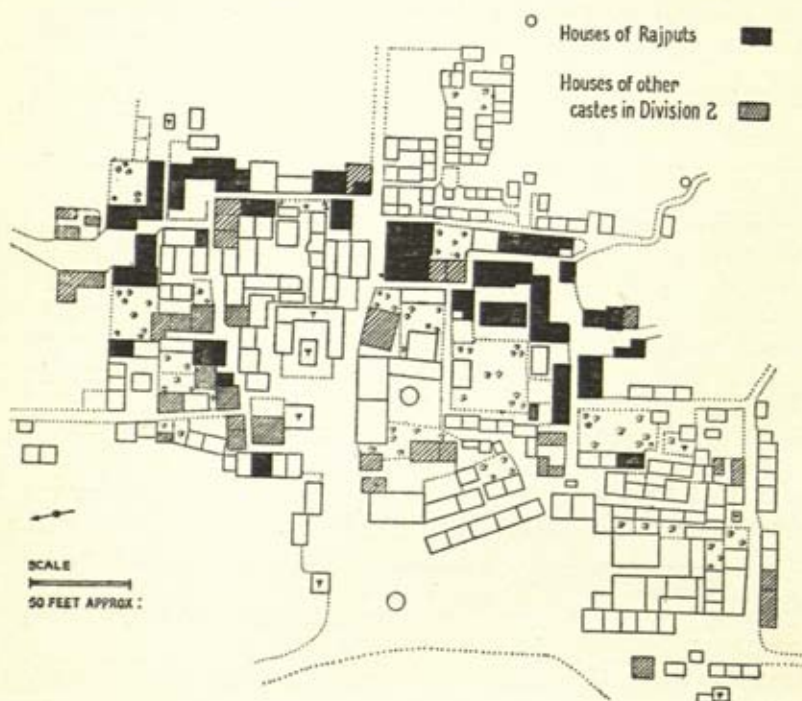 Houses of Rajputs
Houses of other
castes in Division 2
SCALE
50 FEET APPROX :